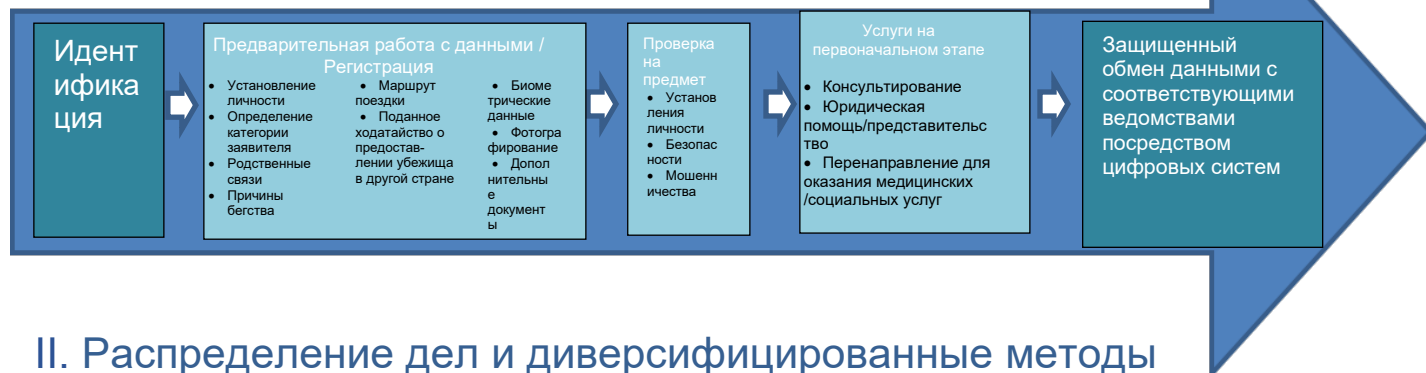 Идент
ифика
ция
Предварительная работа с данными /
Регистрация
• Установление
личности
• Определение
категории
заявителя
• Родственные
связи
• Причины
бегства
• Маршрут
поездки
• Поданное
ходатайство о
предостав-
лении убежища
в другой стране
• Биоме
трические
данные
• Фотогра
фирование
• Допол
нительны
е
документ
ы
Проверка
на
предмет
• Установ
ления
личности
• Безопас
ности
• Мошенн
ичества
Услуги на
первоначальном этапе
• Консультирование
• Юридическая
помощь/представительс
тво
• Перенаправление для
оказания медицинских
/социальных услуг
Защищенный
обмен данными с
соответствующими
ведомствами
посредством
цифровых систем
II. Распределение дел и диверсифицированные методы